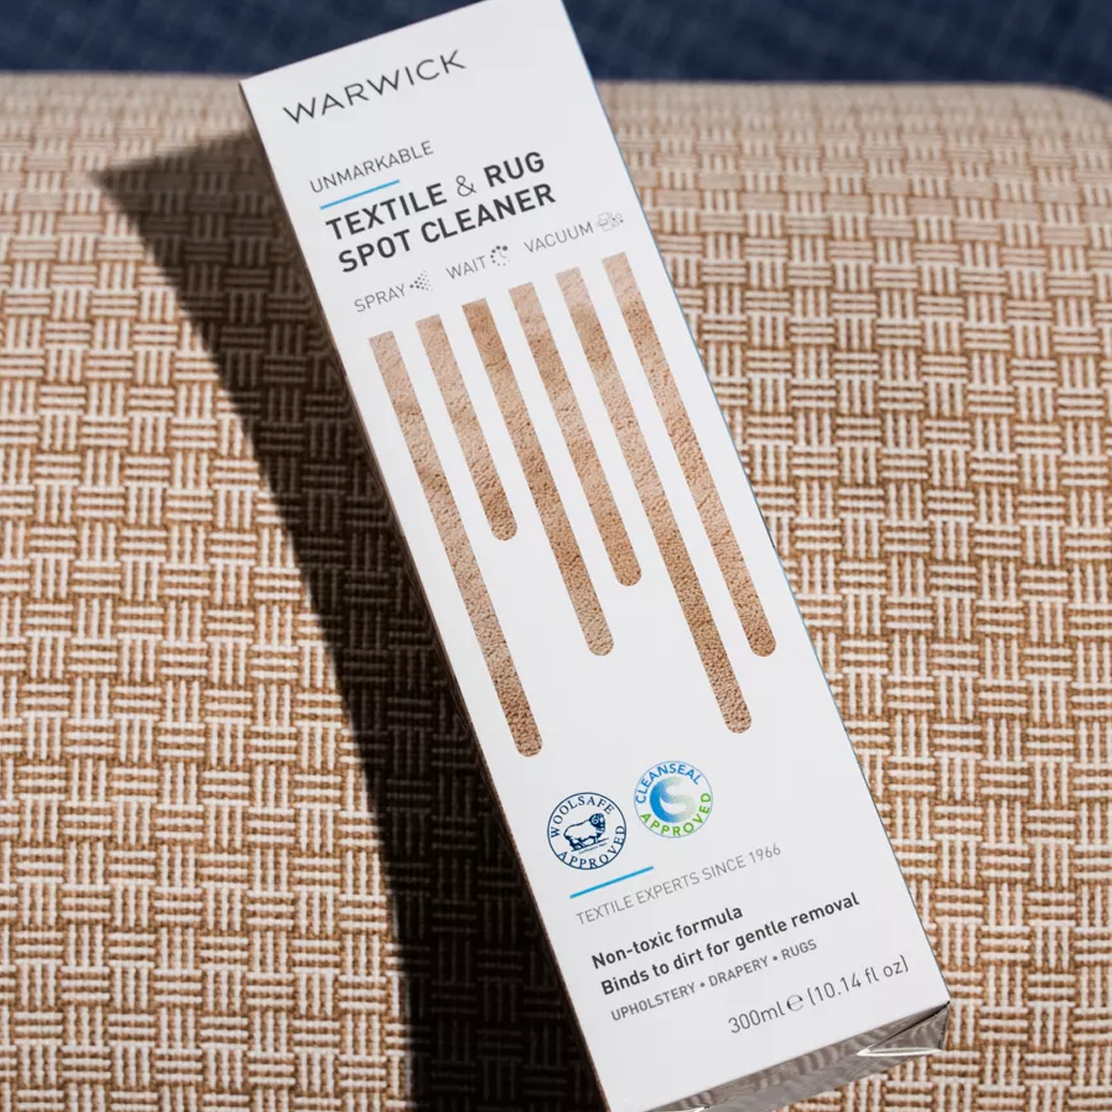 WARWICK
UNMARKABLE
TEXTILE & RUG
SPOT CLEANER
SPRAY WAIT VACUUM
WOOLSAFE
APPROVED
CLEANSEAL
APPROVED
TEXTILE EXPERTS SINCE 1966
Non-toxic formula
Binds to dirt for gentle removal
UPHOLSTERY • DRAPERY • RUGS
300ml ℮ (10.14 fl oz)